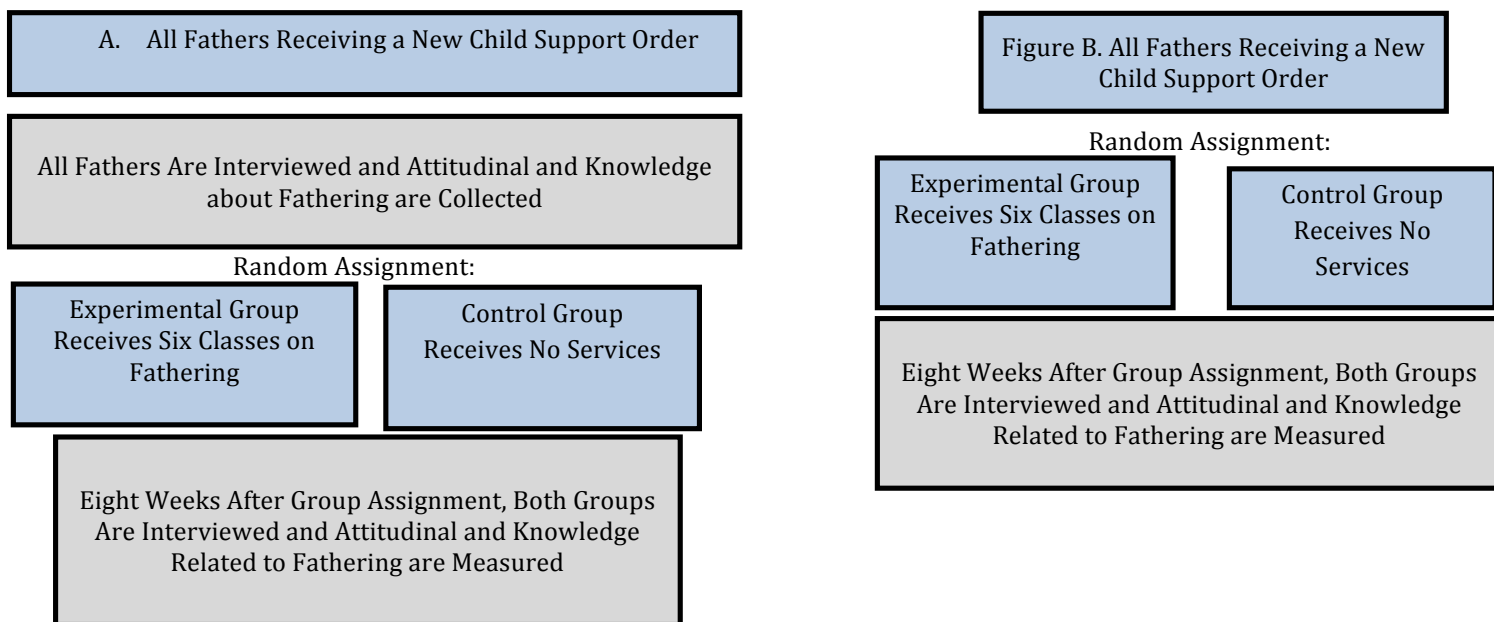 A. All Fathers Receiving a New Child Support Order
All Fathers Are Interviewed and Attitudinal and Knowledge
about Fathering are Collected
Random Assignment:
Experimental Group
Receives Six Classes on
Fathering
Control Group
Receives No Services
Eight Weeks After Group Assignment, Both Groups
Are Interviewed and Attitudinal and Knowledge
Related to Fathering are Measured
Figure B. All Fathers Receiving a New
Child Support Order
Random Assignment:
Experimental Group
Receives Six Classes on
Fathering
Control Group
Receives No
Services
Eight Weeks After Group Assignment, Both Groups
Are Interviewed and Attitudinal and Knowledge
Related to Fathering are Measured